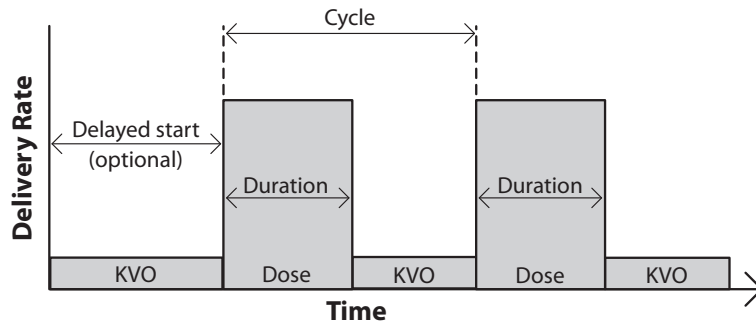 Cycle
Delivery Rate
Delayed start
(optional)
Duration
Duration
KVO
Dose
KVO
Dose
KVO
Time